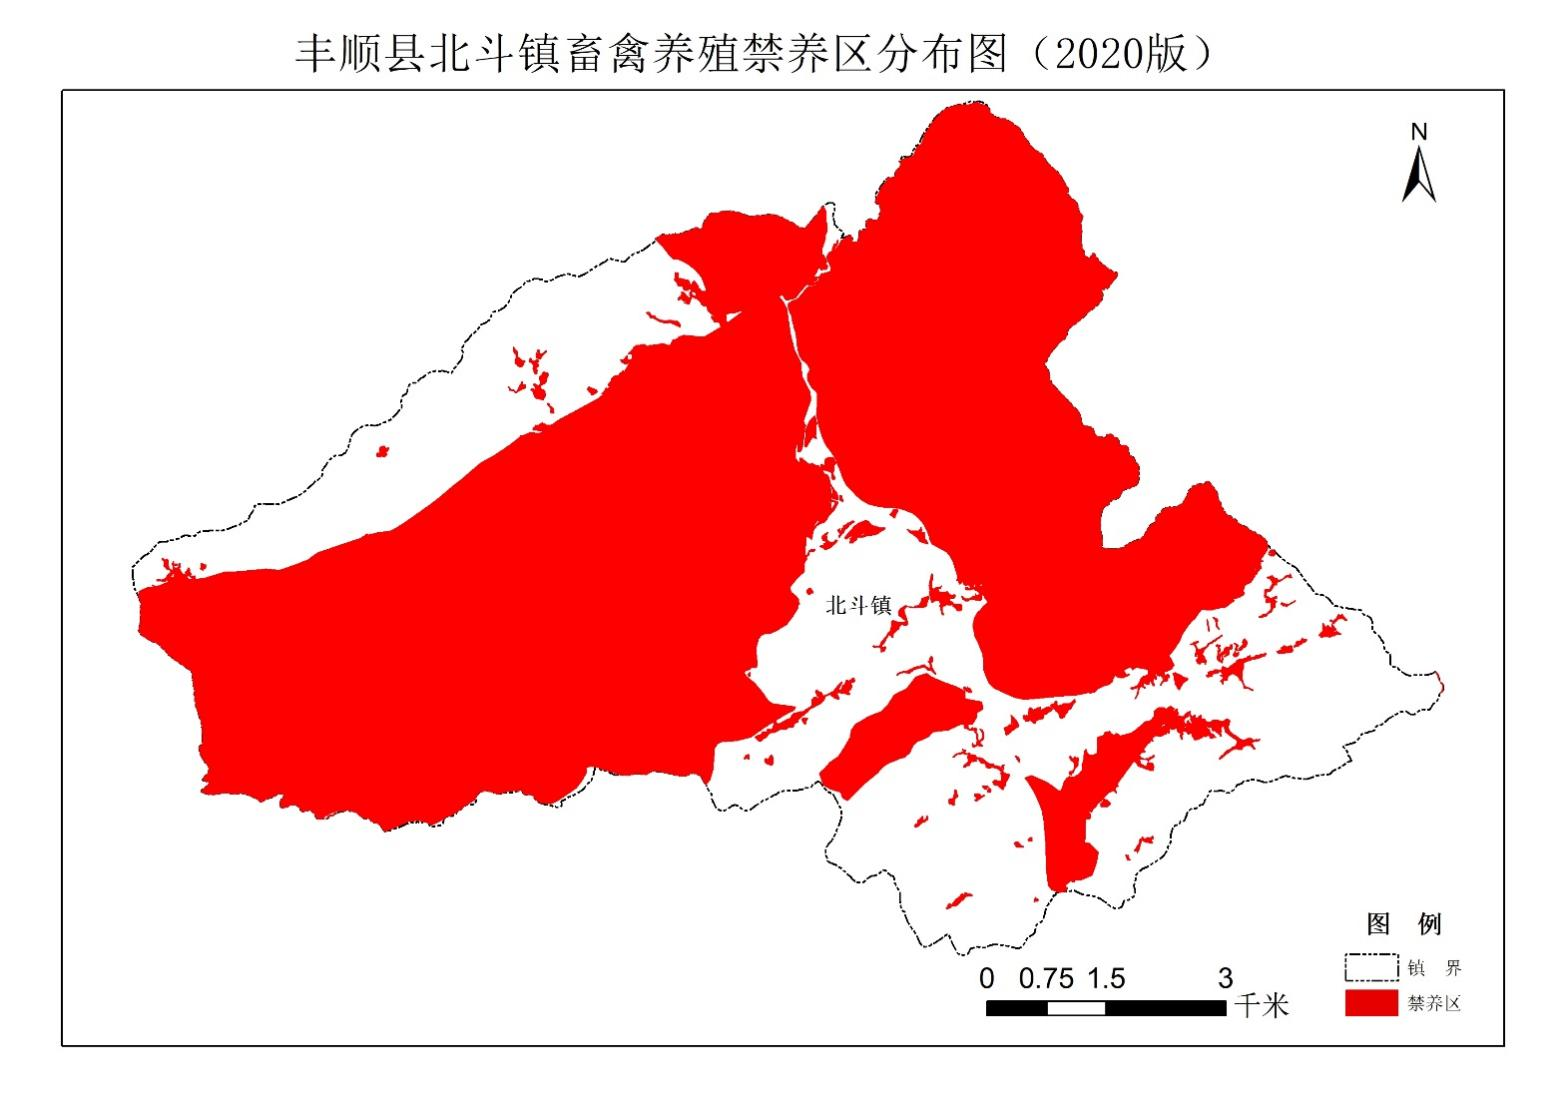 丰顺县北斗镇畜禽养殖禁养区分布图（2020版）
N
北斗镇
图 例
镇 界
禁养区
0 0.75 1.5 3
千米